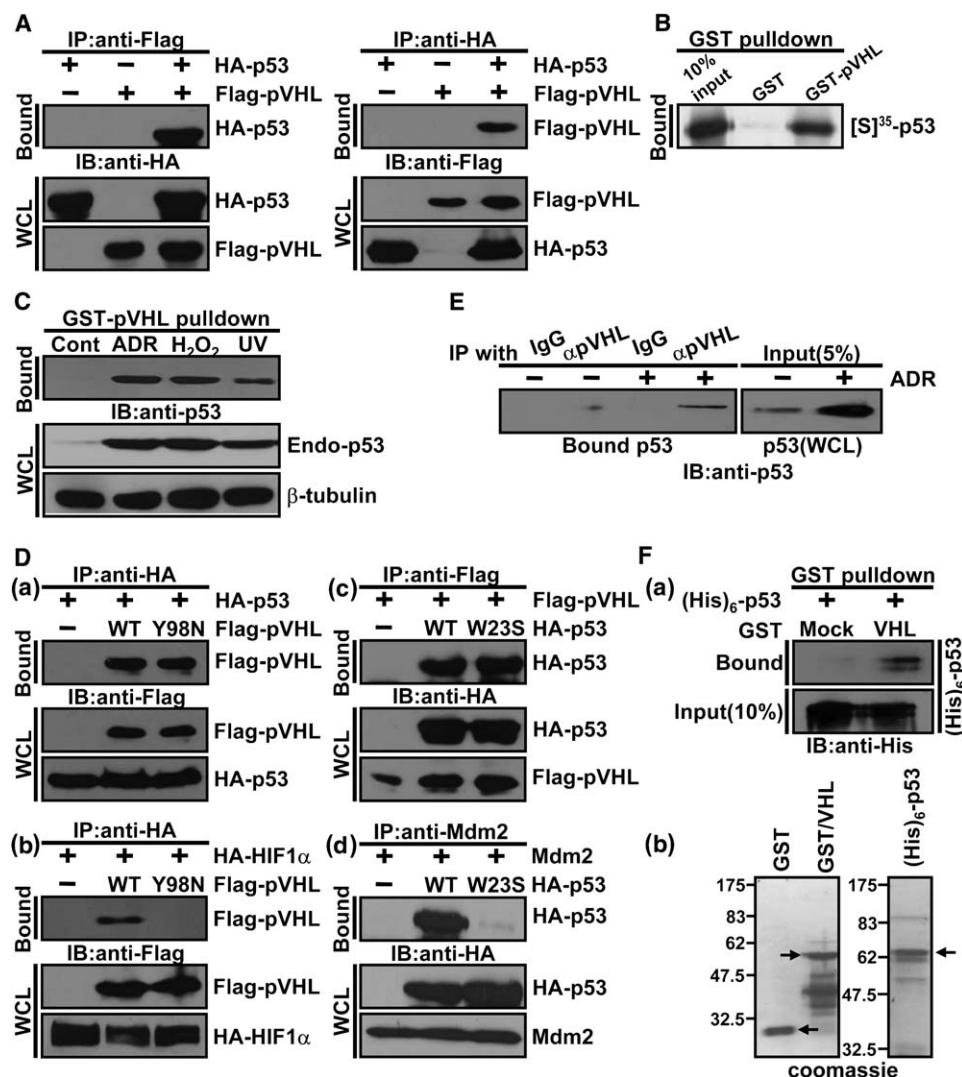 A
IP:anti-Flag
+ − + HA-p53
− + + Flag-pVHL
Bound
HA-p53
IB:anti-HA
WCL
HA-p53
Flag-pVHL
IP:anti-HA
+ − + HA-p53
− + + Flag-pVHL
Bound
Flag-pVHL
IB:anti-Flag
WCL
Flag-pVHL
HA-p53
B
GST pulldown
10% input
GST
GST-pVHL
Bound
[S]³⁵-p53
C
GST-pVHL pulldown
Cont ADR H₂O₂ UV
Bound
IB:anti-p53
WCL
Endo-p53
β-tubulin
E
IP with IgG αpVHL IgG αpVHL Input(5%)
− − + + − + ADR
Bound p53 p53(WCL)
IB:anti-p53
D
(a)
IP:anti-HA
+ + + HA-p53
− WT Y98N Flag-pVHL
Bound
Flag-pVHL
IB:anti-Flag
WCL
Flag-pVHL
HA-p53
(c)
IP:anti-Flag
+ + + Flag-pVHL
− WT W23S HA-p53
Bound
HA-p53
IB:anti-HA
WCL
HA-p53
Flag-pVHL
(b)
IP:anti-HA
+ + + HA-HIF1α
− WT Y98N Flag-pVHL
Bound
Flag-pVHL
IB:anti-Flag
WCL
Flag-pVHL
HA-HIF1α
(d)
IP:anti-Mdm2
+ + + Mdm2
− WT W23S HA-p53
Bound
HA-p53
IB:anti-HA
WCL
HA-p53
Mdm2
F
(a)
GST pulldown
(His)₆-p53 + +
GST Mock VHL
Bound
Input(10%)
(His)₆-p53
IB:anti-His
(b)
GST
GST/VHL
(His)₆-p53
175
83
62
47.5
32.5
175
83
62
47.5
32.5
coomassie